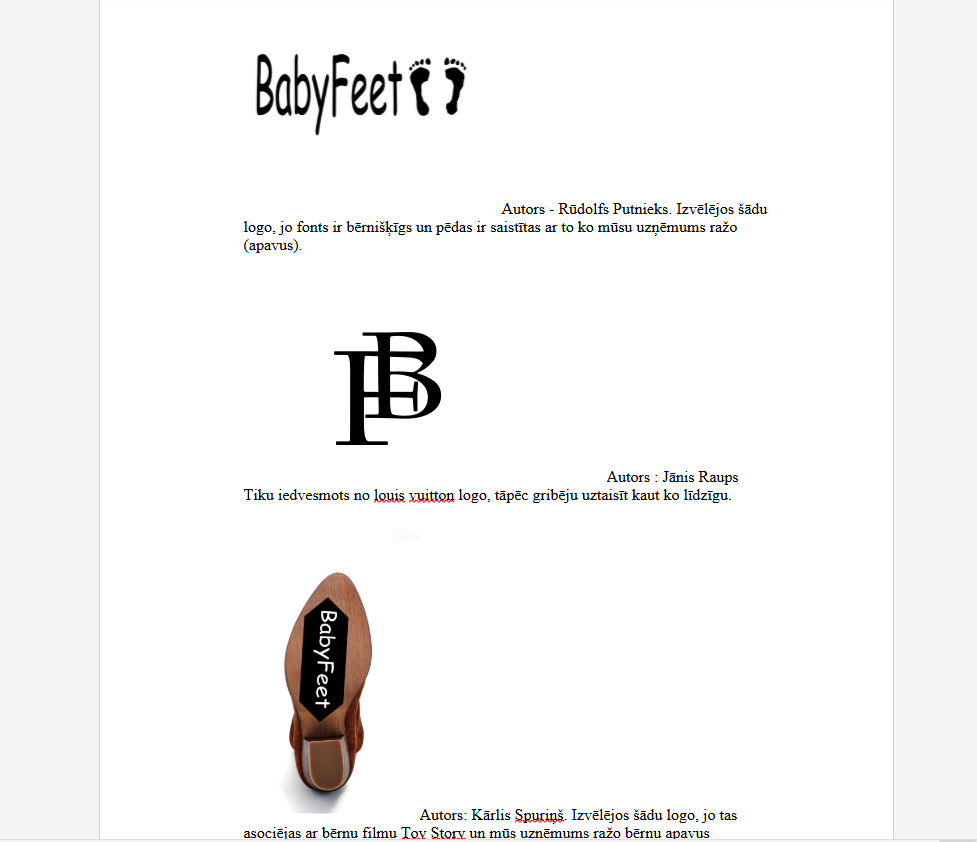 BabyFeet
Autors - Rūdolfs Putnieks. Izvēlējos šādu
logo, jo fonts ir bērnišķīgs un pēdas ir saistītas ar to ko mūsu uzņēmums ražo
(apavus).
FB
Autors : Jānis Raups
Tiku iedvesmots no louis vuitton logo, tāpēc gribēju uztaisīt kaut ko līdzīgu.
BabyFeet
Autors: Kārlis Spuriņš. Izvēlējos šādu logo, jo tas
asociējas ar bērnu filmu Toy Story un mūs uzņēmums ražo bērnu apavus